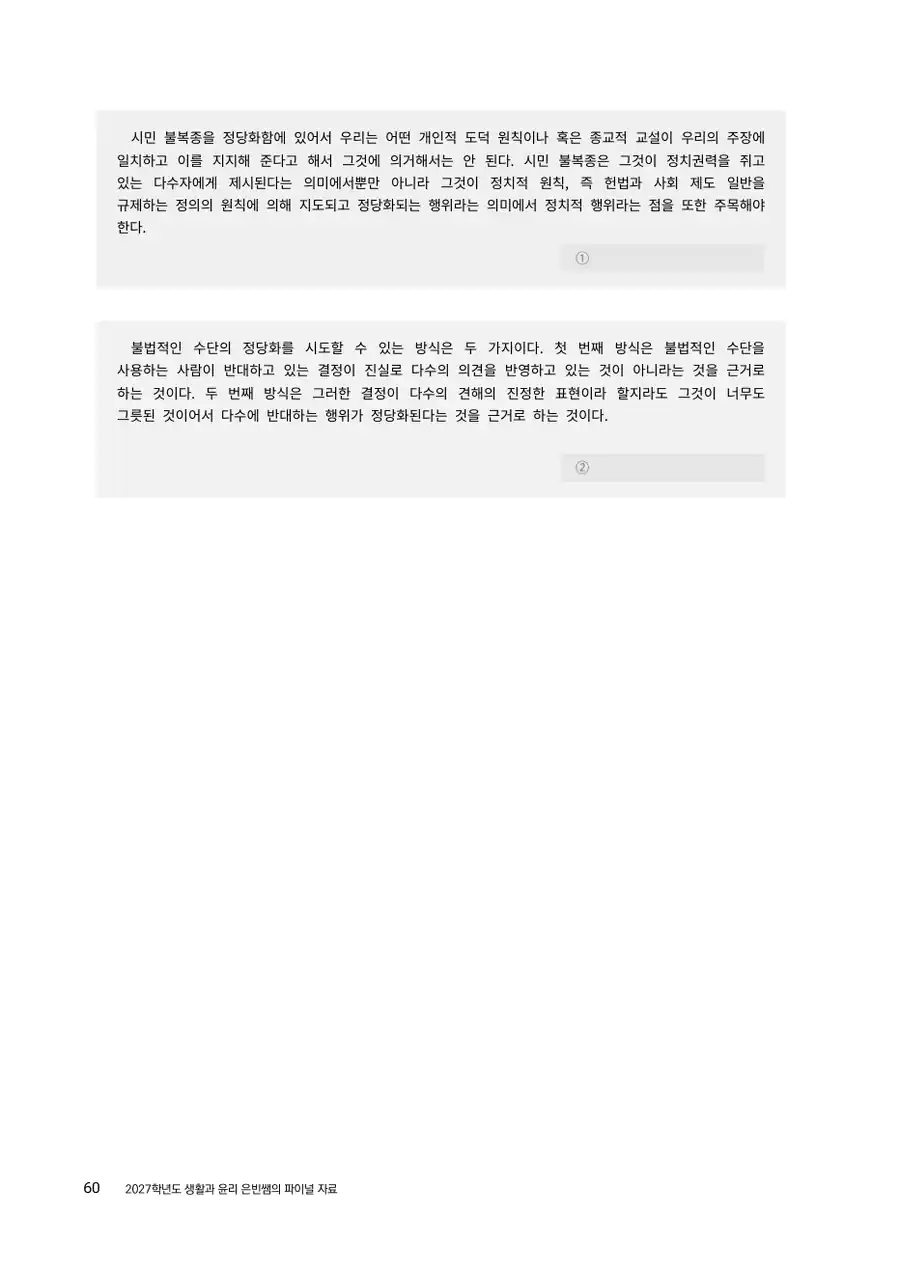 시민 불복종을 정당화함에 있어서 우리는 어떤 개인적 도덕 원칙이나 혹은 종교적 교설이 우리의 주장에
일치하고 이를 지지해 준다고 해서 그것에 의거해서는 안 된다. 시민 불복종은 그것이 정치권력을 쥐고
있는 다수자에게 제시된다는 의미에서뿐만 아니라 그것이 정치적 원칙, 즉 헌법과 사회 제도 일반을
규제하는 정의의 원칙에 의해 지도되고 정당화되는 행위라는 의미에서 정치적 행위라는 점을 또한 주목해야
한다.
①
불법적인 수단의 정당화를 시도할 수 있는 방식은 두 가지이다. 첫 번째 방식은 불법적인 수단을
사용하는 사람이 반대하고 있는 결정이 진실로 다수의 의견을 반영하고 있는 것이 아니라는 것을 근거로
하는 것이다. 두 번째 방식은 그러한 결정이 다수의 견해의 진정한 표현이라 할지라도 그것이 너무도
그릇된 것이어서 다수에 반대하는 행위가 정당화된다는 것을 근거로 하는 것이다.
②
60 2027학년도 생활과 윤리 은빈쌤의 파이널 자료